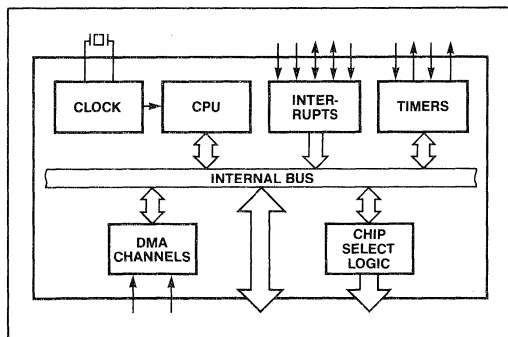 CLOCK
CPU
INTER-
RUPTS
TIMERS
INTERNAL BUS
DMA
CHANNELS
CHIP
SELECT
LOGIC